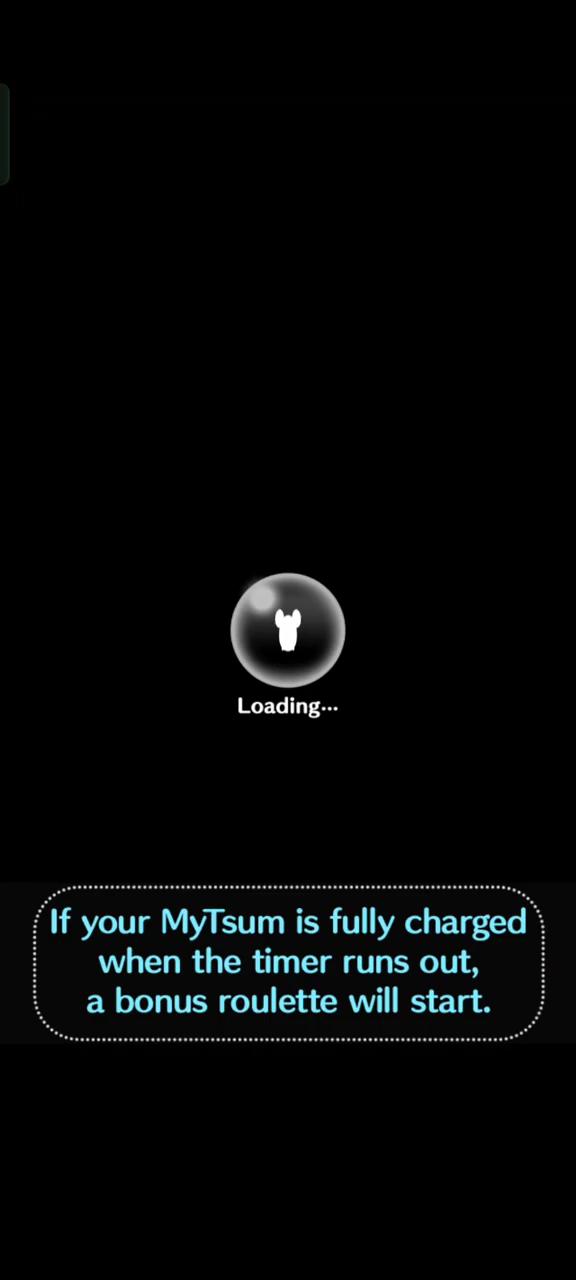 Loading···
If your MyTsum is fully charged
when the timer runs out,
a bonus roulette will start.